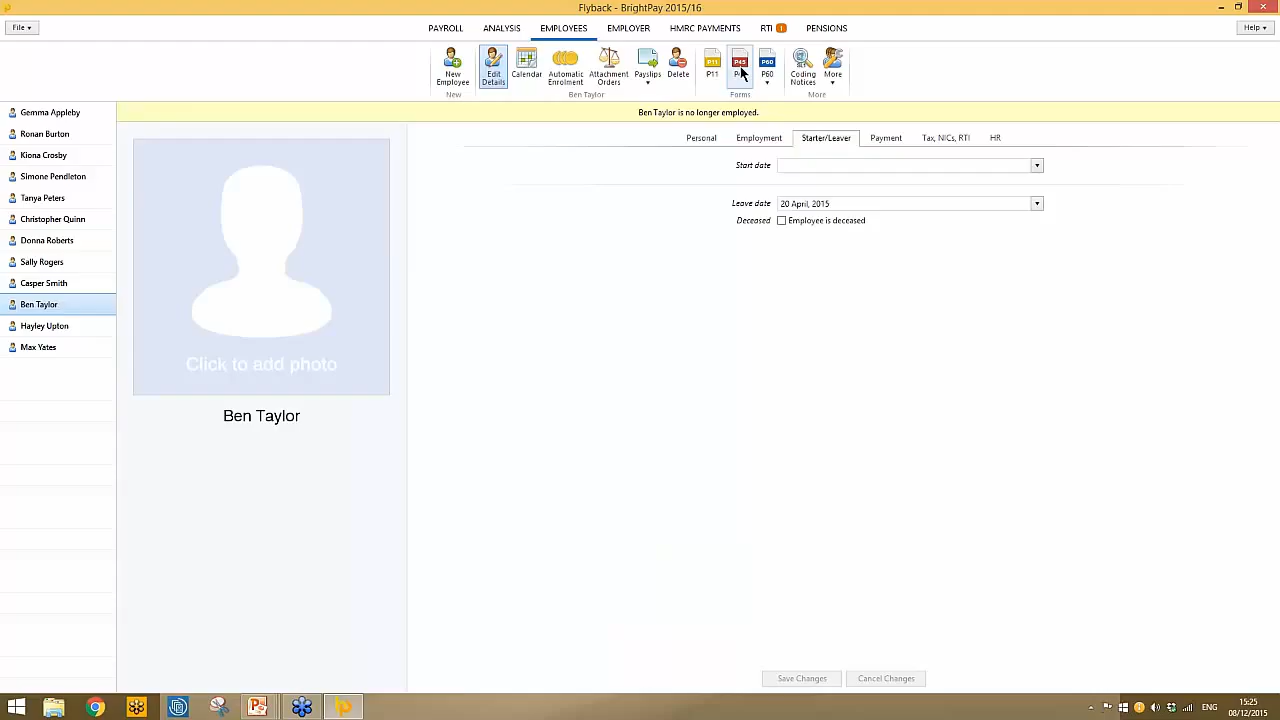 Flyback - BrightPay 2015/16
File
PAYROLL ANALYSIS EMPLOYEES EMPLOYER HMRC PAYMENTS RTI 1 PENSIONS
Help
New Employee
Edit Details
Calendar
Automatic Enrolment
Attachment Orders
Payslips
Delete
P11
P45
P60
Coding Notices
More
New
Ben Taylor
Forms
More
Ben Taylor is no longer employed.
Gemma Appleby
Ronan Burton
Kiona Crosby
Simone Pendleton
Tanya Peters
Christopher Quinn
Donna Roberts
Sally Rogers
Casper Smith
Ben Taylor
Hayley Upton
Max Yates
Click to add photo
Ben Taylor
Personal Employment Starter/Leaver Payment Tax, NICs, RTI HR
Start date
Leave date 20 April, 2015
Deceased Employee is deceased
Save Changes Cancel Changes
ENG
15:25
08/12/2015